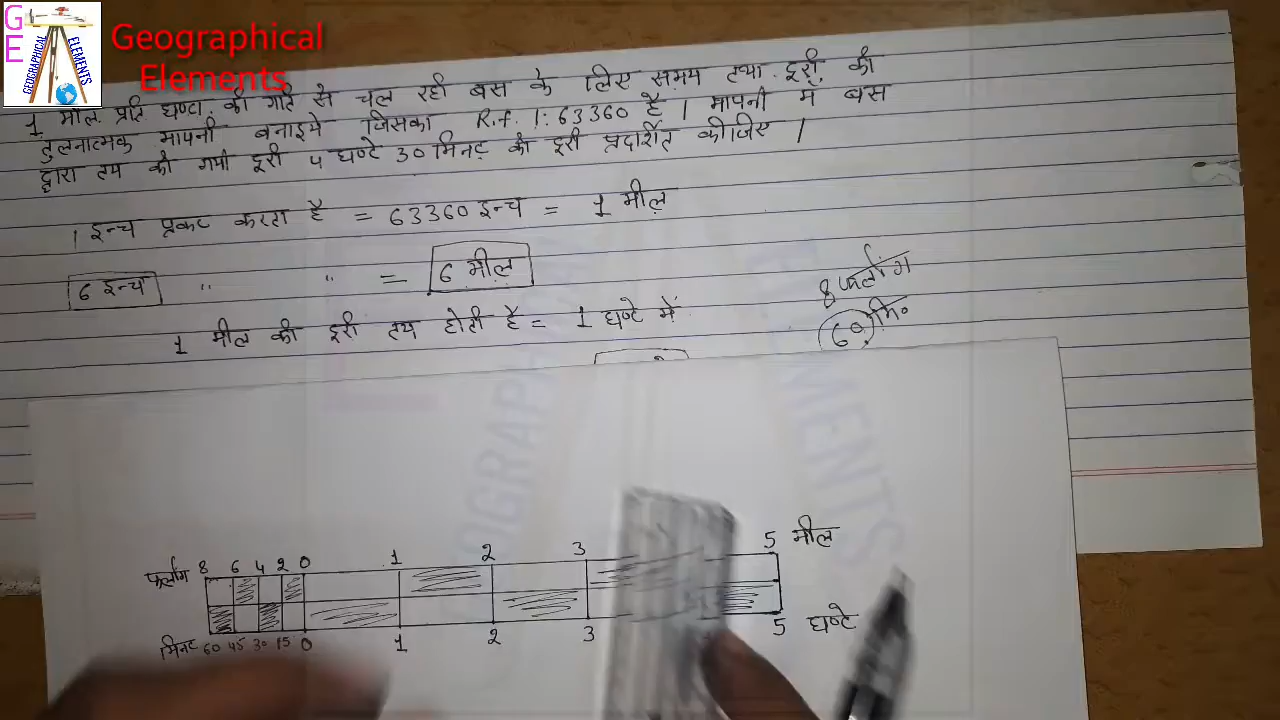 G
E
GEOGRAPHICAL
ELEMENTS
Geographical
Elements
1 मील प्रति घण्टा की गति से चल रही बस के लिए समय तथा दूरी की
तुलनात्मक मापनी बनाइये जिसका R.f. 1:63360 है । मापनी में बस
द्वारा तय की गयी दूरी 4 घण्टे 30 मिनट की दूरी प्रदर्शित कीजिए ।
1 इन्च प्रकट करता है = 63360 इन्च = 1 मील
6 इन्च " " = 6 मील
8 फर्लांग
60 मि०
1 मील की दूरी तय होती है = 1 घण्टे में
फर्लांग 8 6 4 2 0 1 2 3 5 मील
मिनट 60 45 30 15 0 1 2 3 5 घण्टे